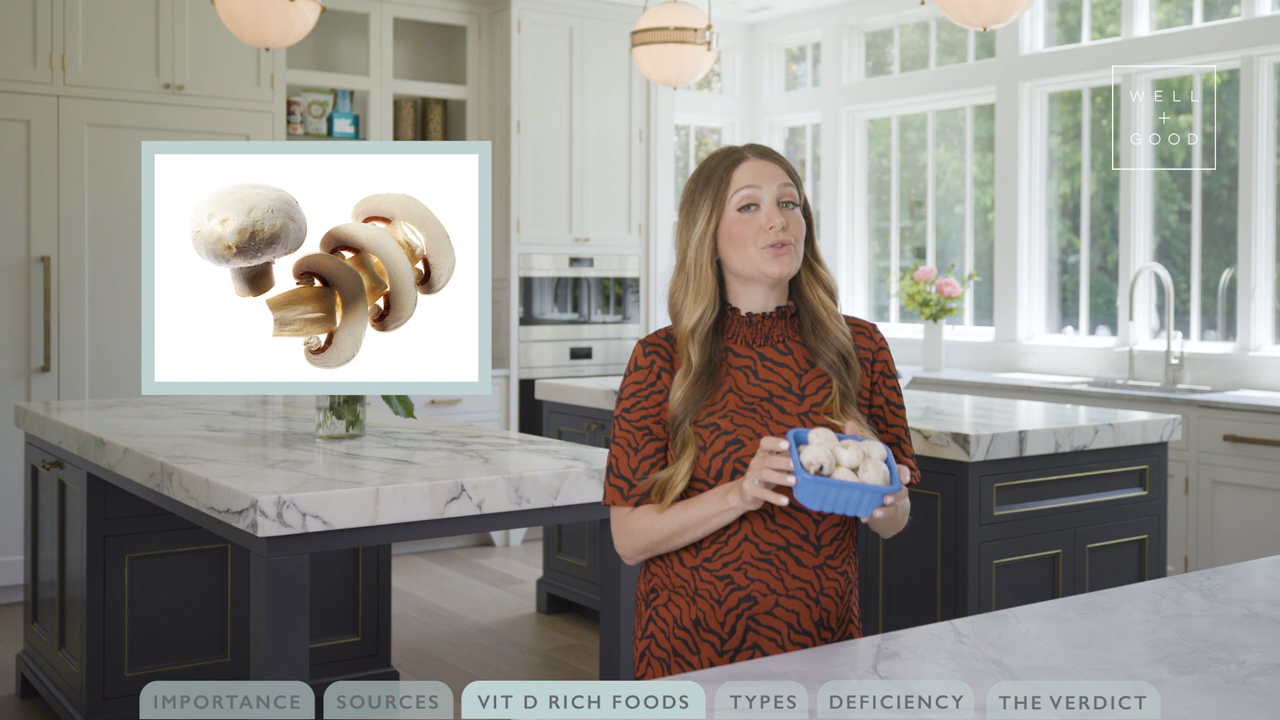 WELL
+
GOOD
IMPORTANCE
SOURCES
VIT D RICH FOODS
TYPES
DEFICIENCY
THE VERDICT